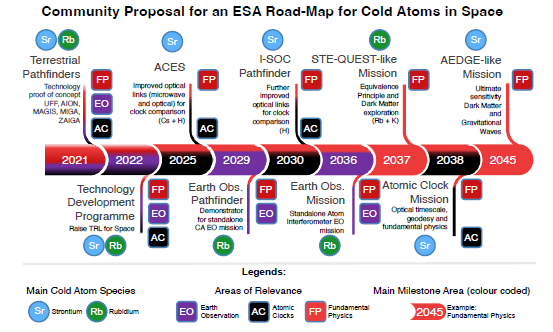 Community Proposal for an ESA Road-Map for Cold Atoms in Space
Sr Rb
Terrestrial
Pathfinders
Technology
proof of concept
UFF, AION,
MAGIS, MIGA,
ZAIGA
FP
EO
AC
Sr
ACES
Improved optical
links (microwave
and optical) for
clock comparison
(Cs + H)
FP
AC
Sr
I-SOC
Pathfinder
Further
improved
optical links
for clock
comparison
(H)
FP
AC
Rb
STE-QUEST-like
Mission
Equivalence
Principle and
Dark Matter
exploration
(Rb + K)
FP
Sr
AEDGE-like
Mission
Ultimate
sensitivity
Dark Matter
and
Gravitational
Waves
FP
2021 2022 2025 2029 2030 2036 2037 2038 2045
Technology
Development
Programme
Raise TRL for Space
Sr Rb
FP
EO
AC
Earth Obs.
Pathfinder
Demonstrator
for standalone
CA EO mission
Rb
FP
EO
Earth Obs.
Mission
Standalone Atom
Interferometer EO
mission
Rb
FP
EO
Atomic Clock
Mission
Optical timescale,
geodesy and
fundamental physics
Sr
FP
AC
Legends:
Main Cold Atom Species
Sr Strontium
Rb Rubidium
Areas of Relevance
EO Earth
Observation
AC Atomic
Clocks
FP Fundamental
Physics
Main Milestone Area (colour coded)
2045 Example:
Fundamental
Physics